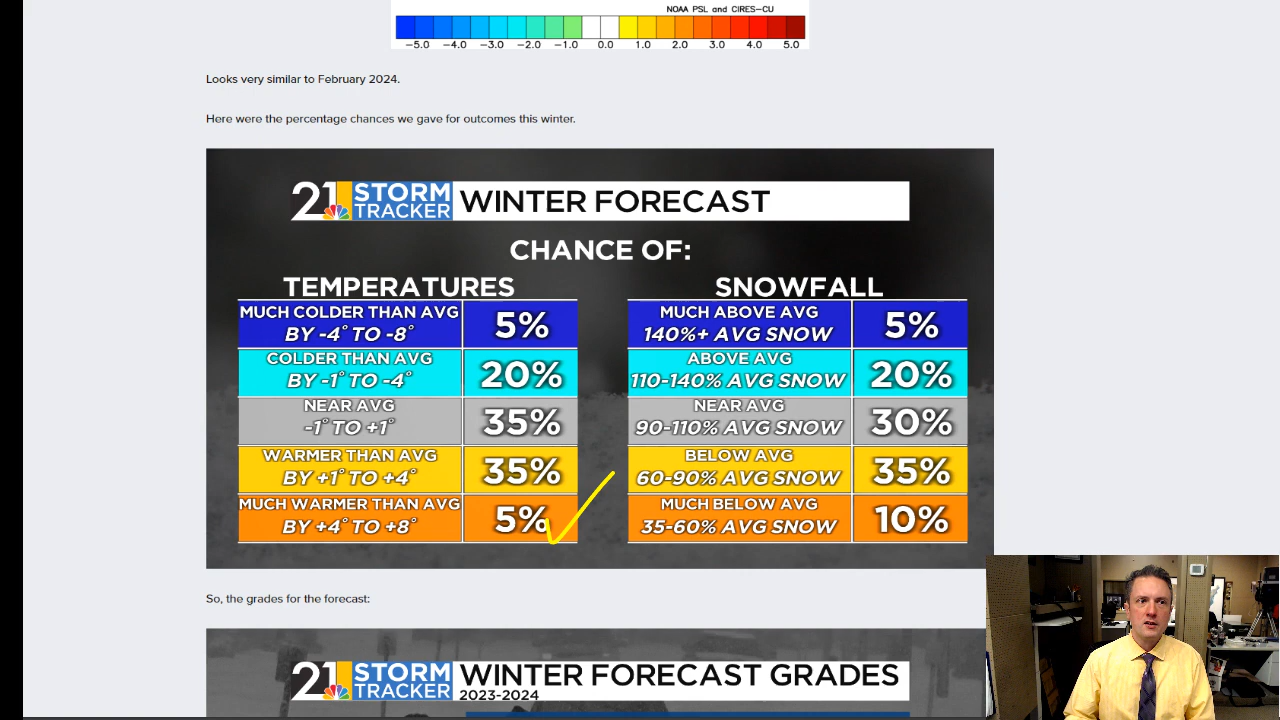 NOAA PSL and CIRES-CU
-5.0 -4.0 -3.0 -2.0 -1.0 0.0 1.0 2.0 3.0 4.0 5.0
Looks very similar to February 2024.
Here were the percentage chances we gave for outcomes this winter.
21 STORM TRACKER WINTER FORECAST
CHANCE OF:
TEMPERATURES
MUCH COLDER THAN AVG
BY -4° TO -8°
5%
COLDER THAN AVG
BY -1° TO -4°
20%
NEAR AVG
-1° TO +1°
35%
WARMER THAN AVG
BY +1° TO +4°
35%
MUCH WARMER THAN AVG
BY +4° TO +8°
5%
SNOWFALL
MUCH ABOVE AVG
140%+ AVG SNOW
5%
ABOVE AVG
110-140% AVG SNOW
20%
NEAR AVG
90-110% AVG SNOW
30%
BELOW AVG
60-90% AVG SNOW
35%
MUCH BELOW AVG
35-60% AVG SNOW
10%
So, the grades for the forecast:
21 STORM TRACKER WINTER FORECAST GRADES
2023-2024